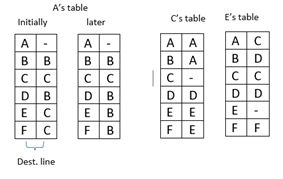 A's table
Initially later
C's table
E's table
A - A - A A A C
B B B B B A B D
C C C B C - C C
D B D B D D D D
E C E B E E E -
F C F B F E F F
Dest. line